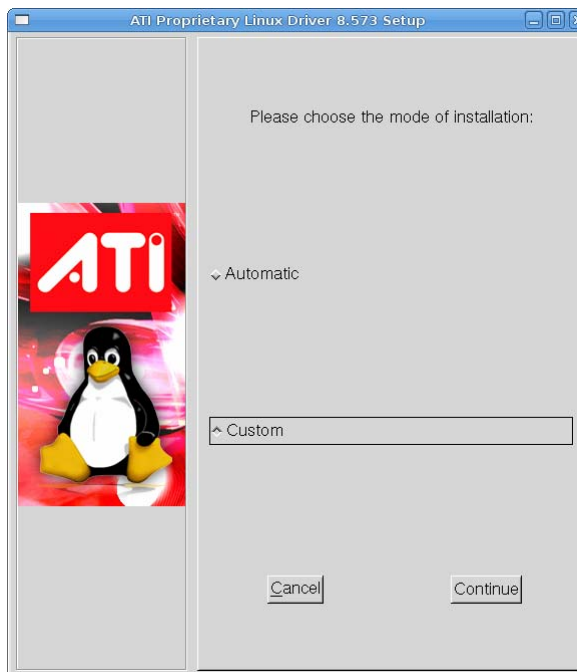 ATI Proprietary Linux Driver 8.573 Setup
Please choose the mode of installation:
ATI
Automatic
Custom
Cancel
Continue